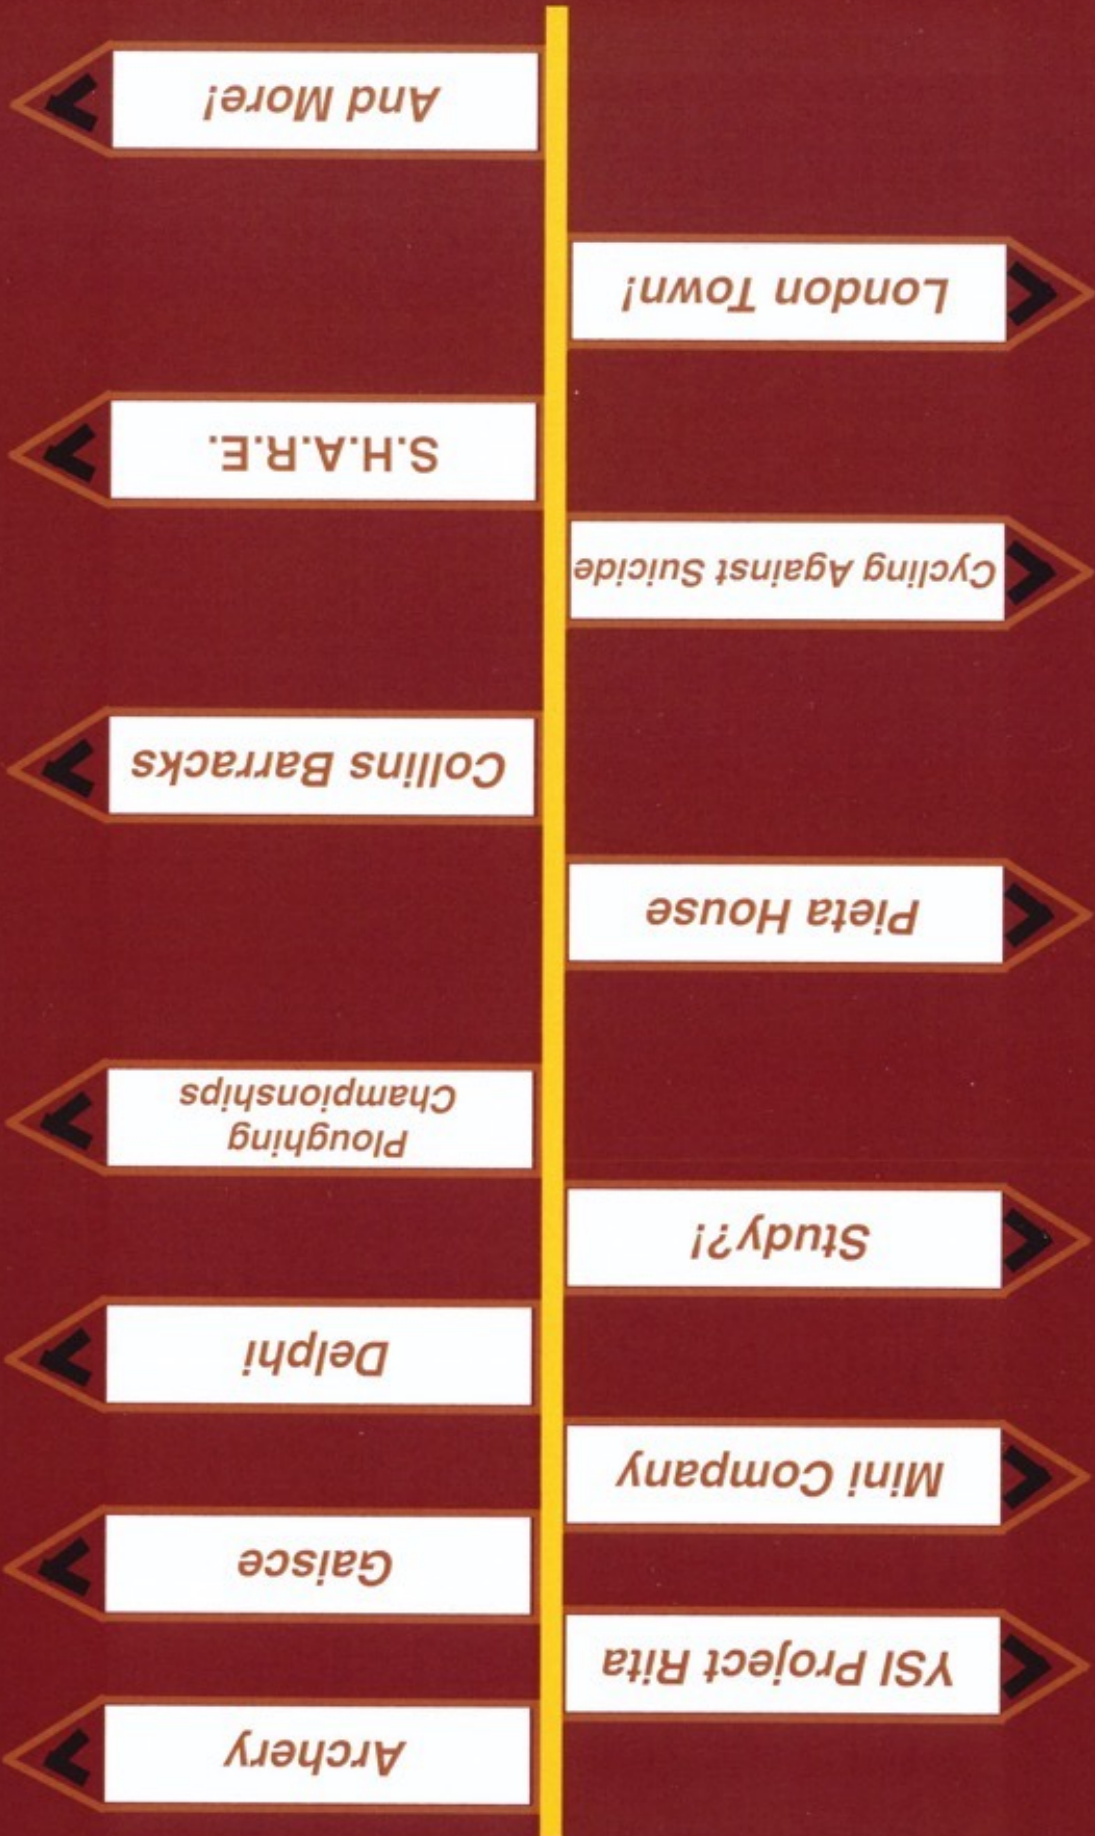 Archery
YSI Project Rita
Gaisce
Mini Company
Delphi
Study?!
Ploughing
Championships
Pieta House
Collins Barracks
Cycling Against Suicide
S.H.A.R.E.
London Town!
And More!